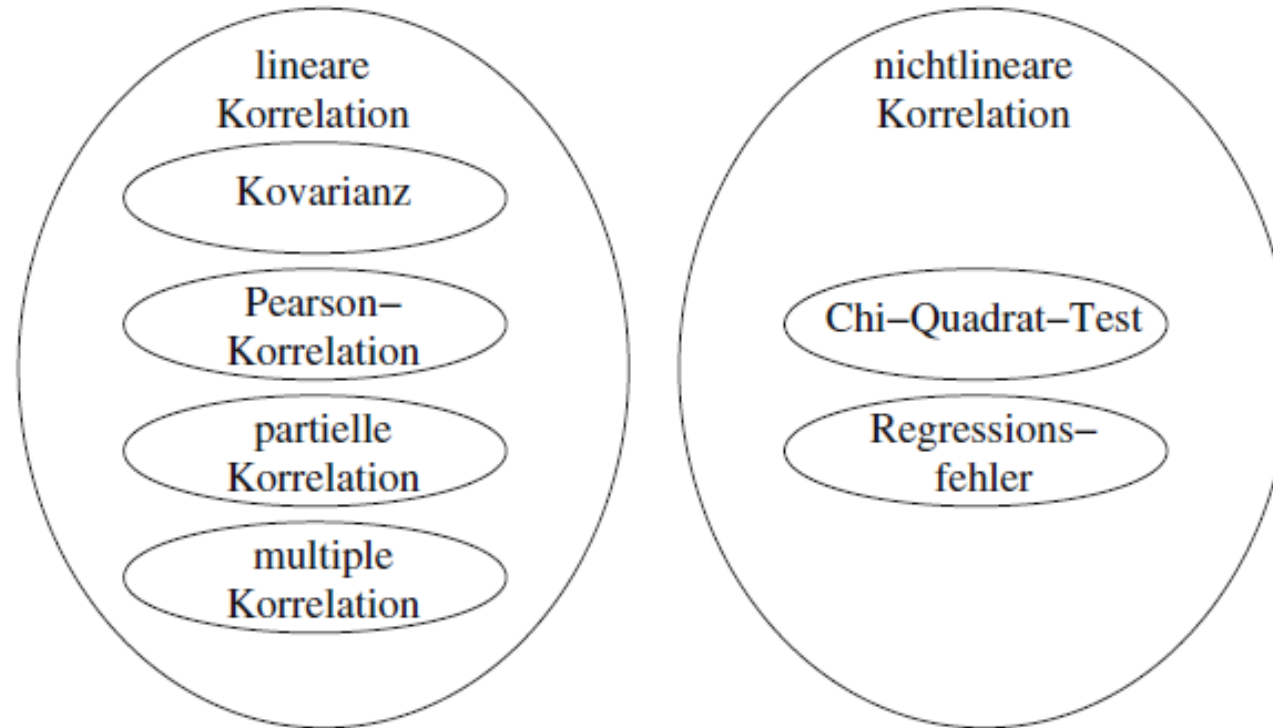 lineare
Korrelation
Kovarianz
Pearson–
Korrelation
partielle
Korrelation
multiple
Korrelation
nichtlineare
Korrelation
Chi–Quadrat–Test
Regressions–
fehler